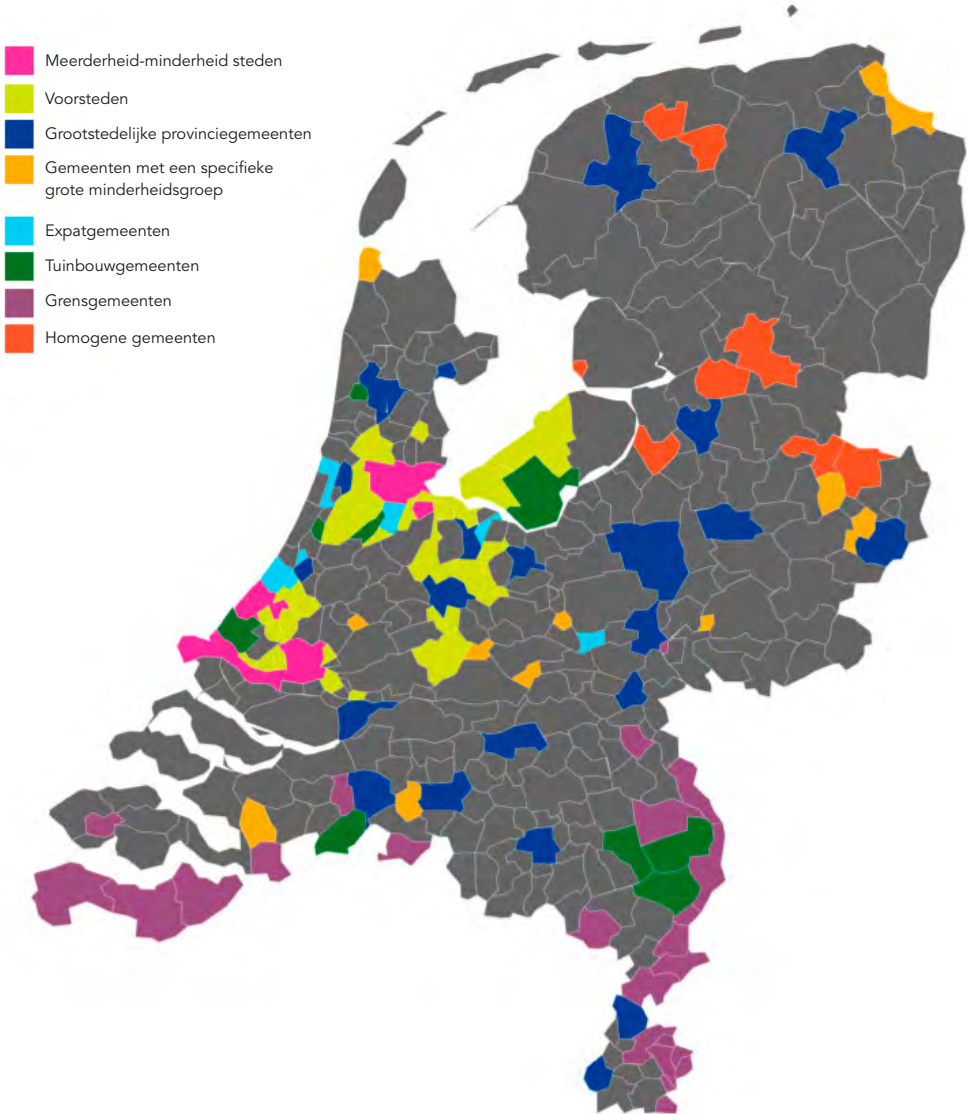 Meerderheid-minderheid steden
Voorsteden
Grootstedelijke provinciegemeenten
Gemeenten met een specifieke
grote minderheidsgroep
Expatgemeenten
Tuinbouwgemeenten
Grensgemeenten
Homogene gemeenten